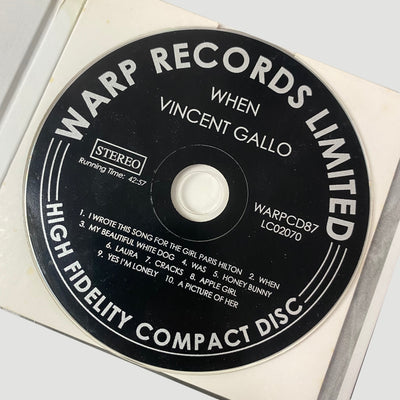 WARP RECORDS LIMITED
WHEN
VINCENT GALLO
STEREO
Running Time: 42:57
WARPCD87
LC02070
1. I WROTE THIS SONG FOR THE GIRL PARIS HILTON 2. WHEN
3. MY BEAUTIFUL WHITE DOG 4. WAS 5. HONEY BUNNY
6. LAURA 7. CRACKS 8. APPLE GIRL
9. YES I'M LONELY 10. A PICTURE OF HER
HIGH FIDELITY COMPACT DISC